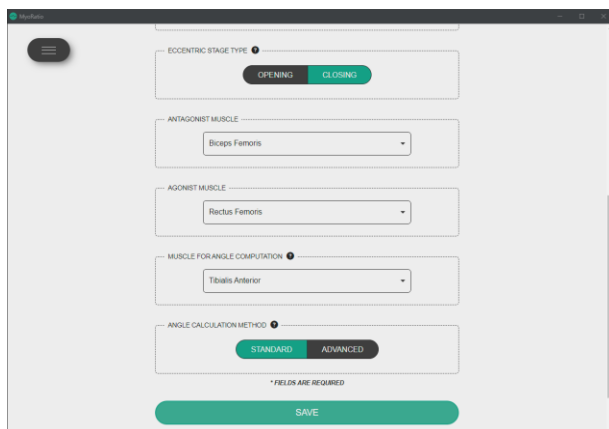 MyoRatio
ECCENTRIC STAGE TYPE ?
OPENING CLOSING
ANTAGONIST MUSCLE
Biceps Femoris
AGONIST MUSCLE
Rectus Femoris
MUSCLE FOR ANGLE COMPUTATION ?
Tibialis Anterior
ANGLE CALCULATION METHOD ?
STANDARD ADVANCED
* FIELDS ARE REQUIRED
SAVE